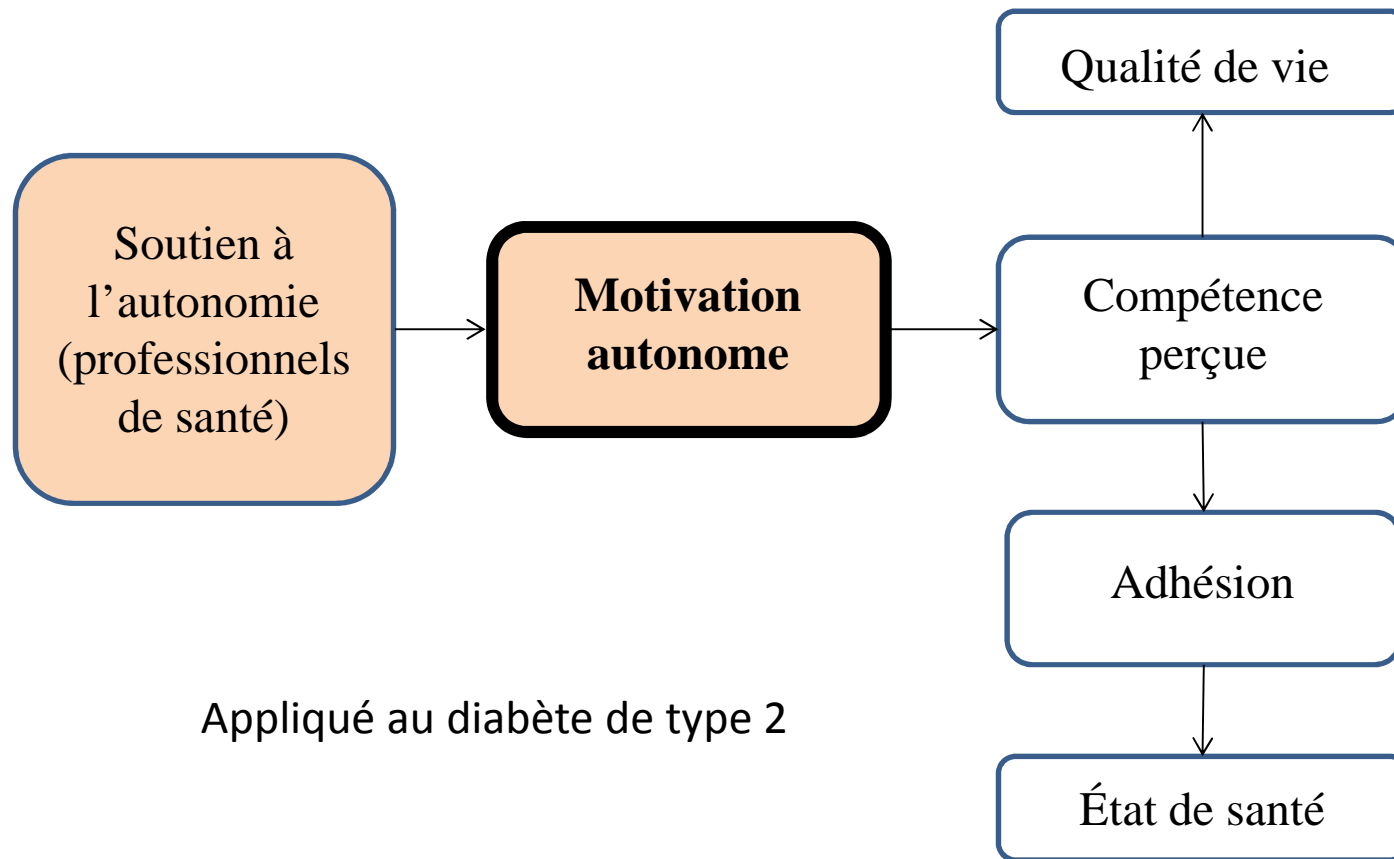 Qualité de vie
Soutien à
l’autonomie
(professionnels
de santé)
Motivation
autonome
Compétence
perçue
Adhésion
Appliqué au diabète de type 2
État de santé